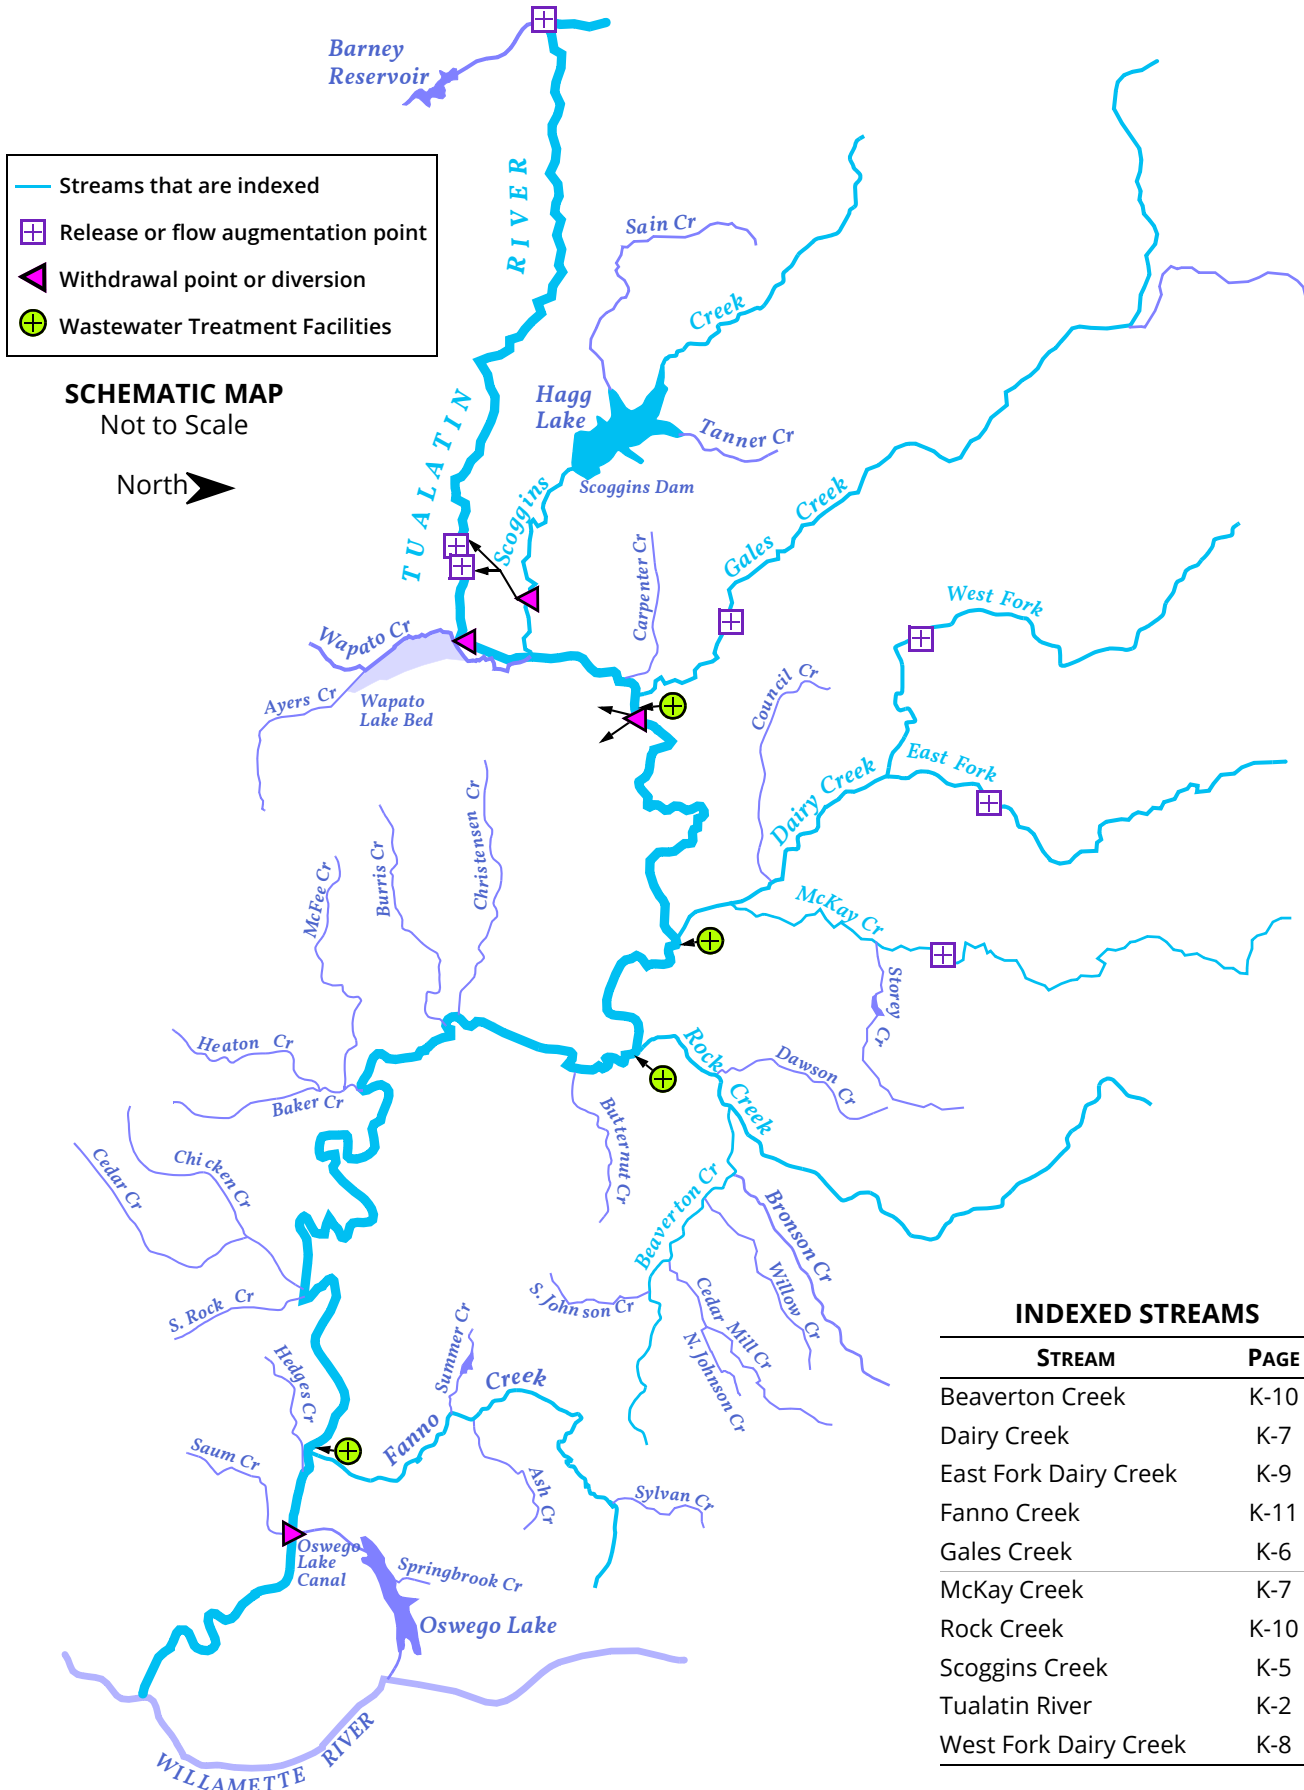 Barney
Reservoir
Streams that are indexed
Release or flow augmentation point
Withdrawal point or diversion
Wastewater Treatment Facilities
SCHEMATIC MAP
Not to Scale
North
TUALATIN
RIVER
Sain Cr
Creek
Hagg
Lake
Tanner Cr
Scoggins Dam
Scoggins
Carpenter Cr
Gales
Creek
West Fork
Wapato Cr
Ayers Cr
Wapato
Lake Bed
Council Cr
Dairy Creek
East Fork
McFee Cr
Burris Cr
Christensen Cr
McKay Cr
Storey
Cr
Heaton Cr
Baker Cr
Rock
Creek
Dawson Cr
Butternut Cr
Cedar Cr
Chicken Cr
Beaverton Cr
Bronson Cr
Willow Cr
S. Johnson Cr
Cedar Mill Cr
N. Johnson Cr
S. Rock Cr
Hedges Cr
Summer Cr
Fanno
Creek
Saum Cr
Ash Cr
Sylvan Cr
Oswego
Lake
Canal
Springbrook Cr
Oswego Lake
WILLAMETTE RIVER
INDEXED STREAMS
STREAM PAGE
Beaverton Creek K-10
Dairy Creek K-7
East Fork Dairy Creek K-9
Fanno Creek K-11
Gales Creek K-6
McKay Creek K-7
Rock Creek K-10
Scoggins Creek K-5
Tualatin River K-2
West Fork Dairy Creek K-8